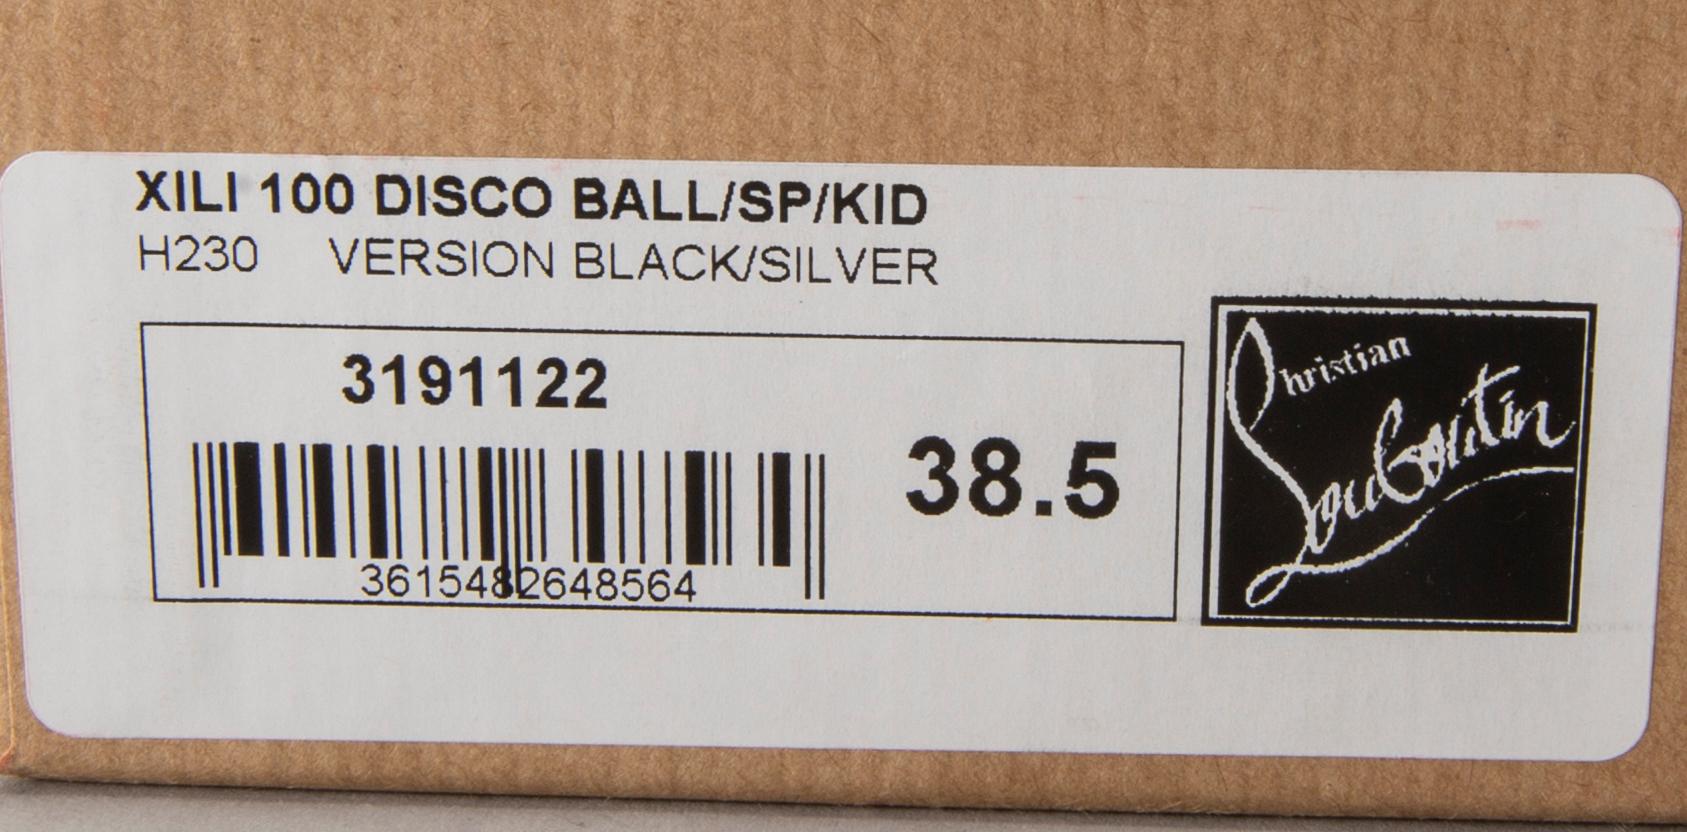 XILI 100 DISCO BALL/SP/KID
H230 VERSION BLACK/SILVER
3191122
38.5
3615482648564
Christian
Louboutin